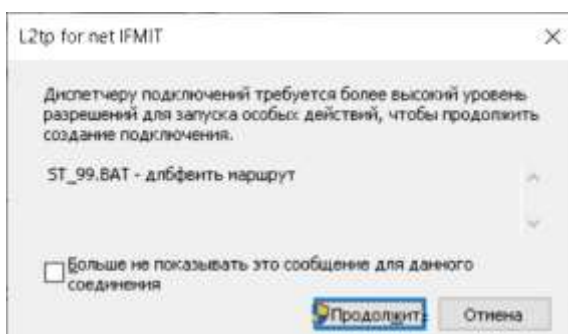 L2tp for net IFMIT
Диспетчеру подключений требуется более высокий уровень
разрешений для запуска особых действий, чтобы продолжить
создание подключения.
ST_99.BAT - длбфвить маршрут
Больше не показывать это сообщение для данного
соединения
Продолжить Отмена